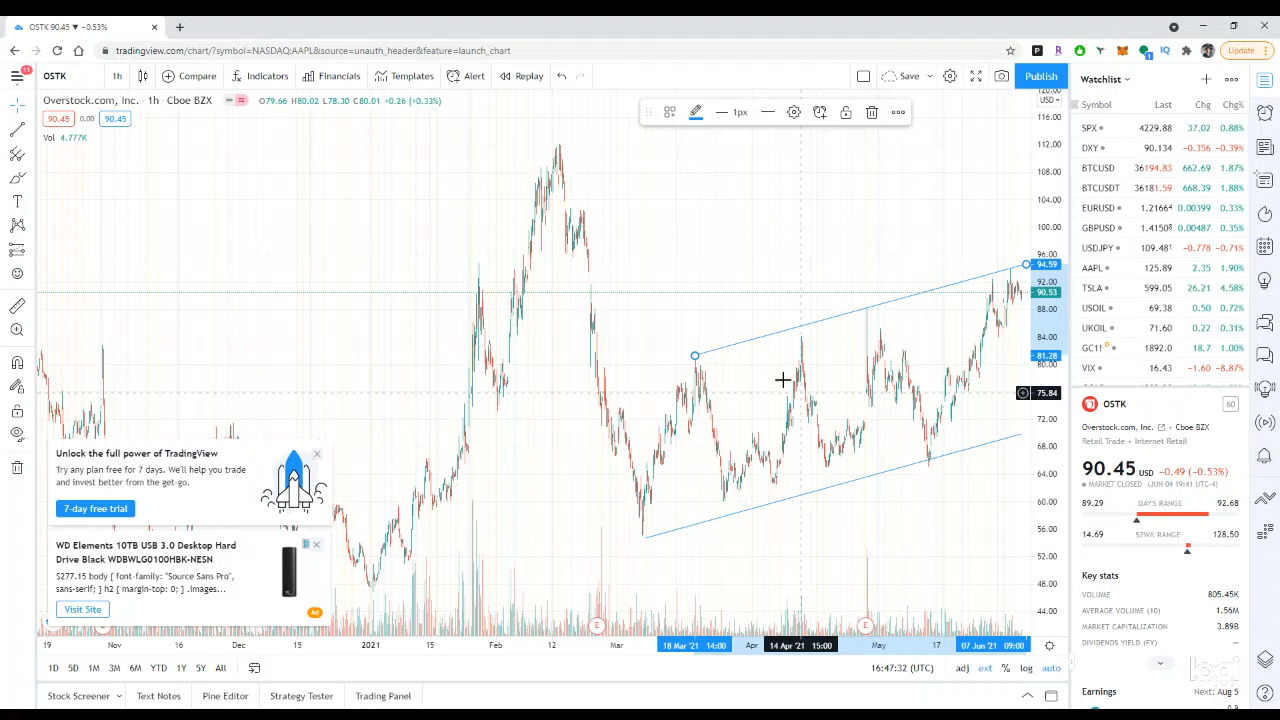 OSTK 90.45 ▼ −0.53%
tradingview.com/chart/?symbol=NASDAQ:AAPL&source=unauth_header&feature=launch_chart
Update
11
OSTK 1h Compare Indicators Financials Templates Alert Replay Save Publish
Overstock.com, Inc. · 1h · Cboe BZX O79.66 H80.02 L78.30 C80.01 +0.26 (+0.33%)
90.45 0.00 90.45
Vol 4.777K
1px
USD
120.00
116.00
112.00
108.00
104.00
100.00
96.00
94.59
92.00
90.53
88.00
84.00
81.28
80.00
75.84
72.00
68.00
64.00
60.00
56.00
52.00
48.00
44.00
Unlock the full power of TradingView
Try any plan free for 7 days. We'll help you trade
and invest better from the get-go.
7-day free trial
WD Elements 10TB USB 3.0 Desktop Hard
Drive Black WDBWLG0100HBK-NESN
$277.15 body { font-family: "Source Sans Pro",
sans-serif; } h2 { margin-top: 0; } .images...
Visit Site
Ad
E E
19 Nov 16 Dec 15 2021 15 Feb 12 Mar 18 Mar '21 14:00 Apr 14 Apr '21 15:00 May 17 07 Jun '21 09:00
1D 5D 1M 3M 6M YTD 1Y 5Y All
16:47:32 (UTC) adj ext % log auto
Stock Screener Text Notes Pine Editor Strategy Tester Trading Panel
Watchlist
Symbol Last Chg Chg%
SPX 4229.88 37.02 0.88%
DXY 90.134 −0.356 −0.39%
BTCUSD 36194.83 662.69 1.87%
BTCUSDT 36181.59 668.39 1.88%
EURUSD 1.21664 0.00399 0.33%
GBPUSD 1.41508 0.00487 0.35%
USDJPY 109.481 −0.778 −0.71%
AAPL 125.89 2.35 1.90%
TSLA 599.05 26.21 4.58%
USOIL 69.38 0.50 0.72%
UKOIL 71.60 0.22 0.31%
GC1! D 1892.0 18.7 1.00%
VIX 16.43 −1.60 −8.87%
OSTK 60
Overstock.com, Inc. Cboe BZX
Retail Trade Internet Retail
90.45 USD −0.49 (−0.53%)
MARKET CLOSED (JUN 04 19:41 UTC-4)
89.29 DAY'S RANGE 92.68
14.69 52WK RANGE 128.50
Key stats
VOLUME 805.45K
AVERAGE VOLUME (10) 1.56M
MARKET CAPITALIZATION 3.89B
DIVIDENDS YIELD (FY) —
Earnings Next: Aug 5